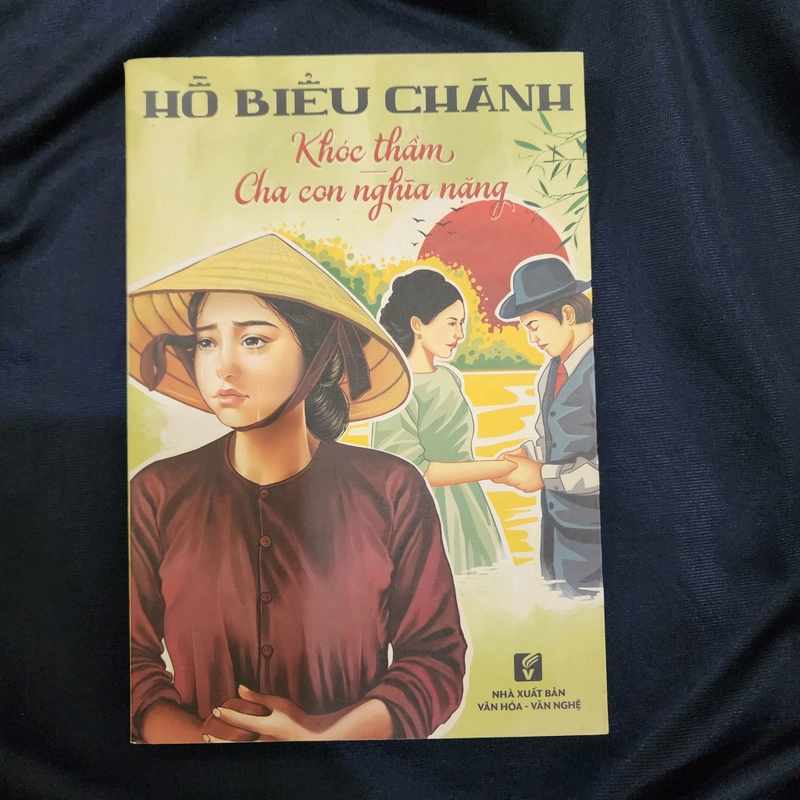 HỒ BIỂU CHÁNH
Khóc thầm
Cha con nghĩa nặng
V
NHÀ XUẤT BẢN
VĂN HÓA - VĂN NGHỆ